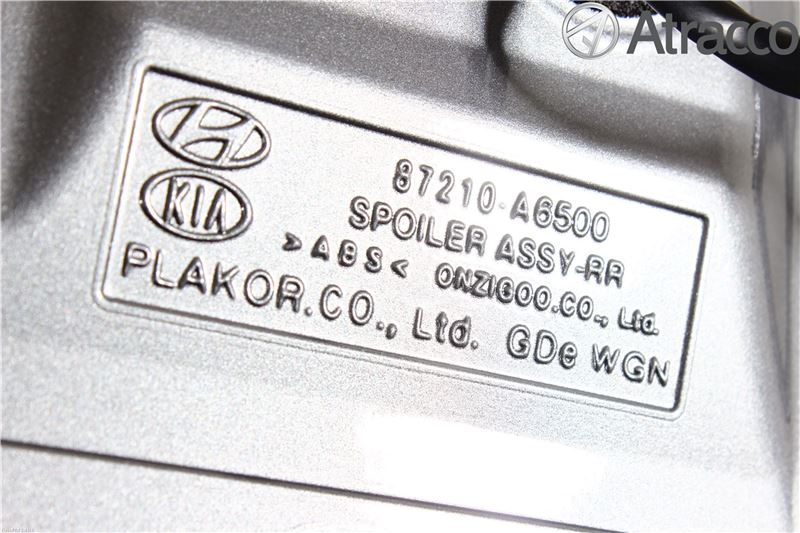 Atracco
KIA
87210-A6500
SPOILER ASSY-RR
>ABS< ONZIGOO.CO., Ltd.
PLAKOR.CO., Ltd. GDe WGN